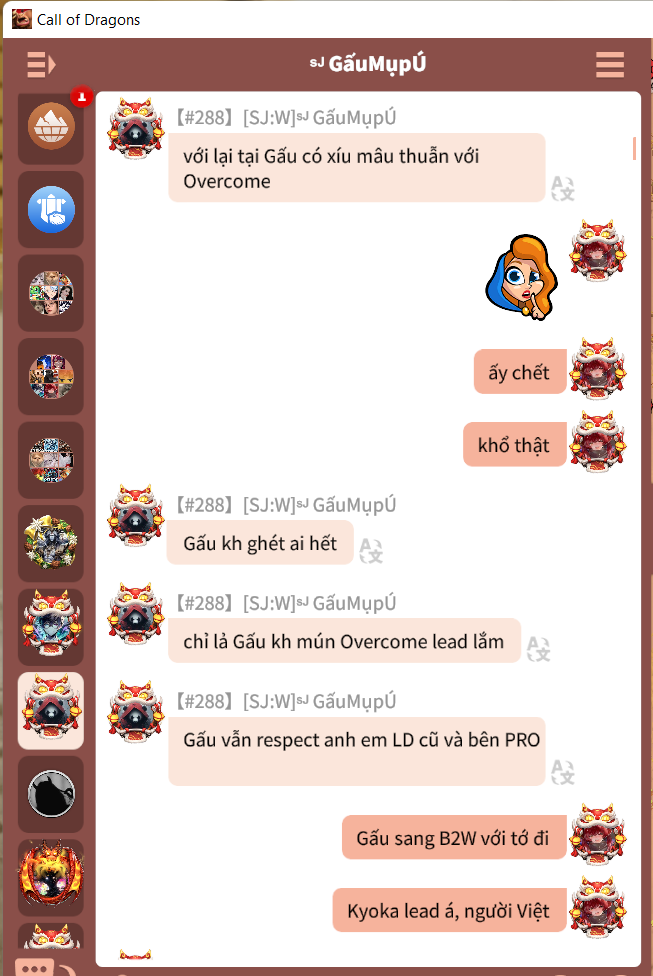 Call of Dragons
sJ GấuMụpÚ
1
【#288】[SJ:W]sJ GấuMụpÚ
với lại tại Gấu có xíu mâu thuẫn với
Overcome
ấy chết
khổ thật
【#288】[SJ:W]sJ GấuMụpÚ
Gấu kh ghét ai hết
【#288】[SJ:W]sJ GấuMụpÚ
chỉ lả Gấu kh mún Overcome lead lắm
【#288】[SJ:W]sJ GấuMụpÚ
Gấu vẫn respect anh em LD cũ và bên PRO
Gấu sang B2W với tớ đi
Kyoka lead á, người Việt